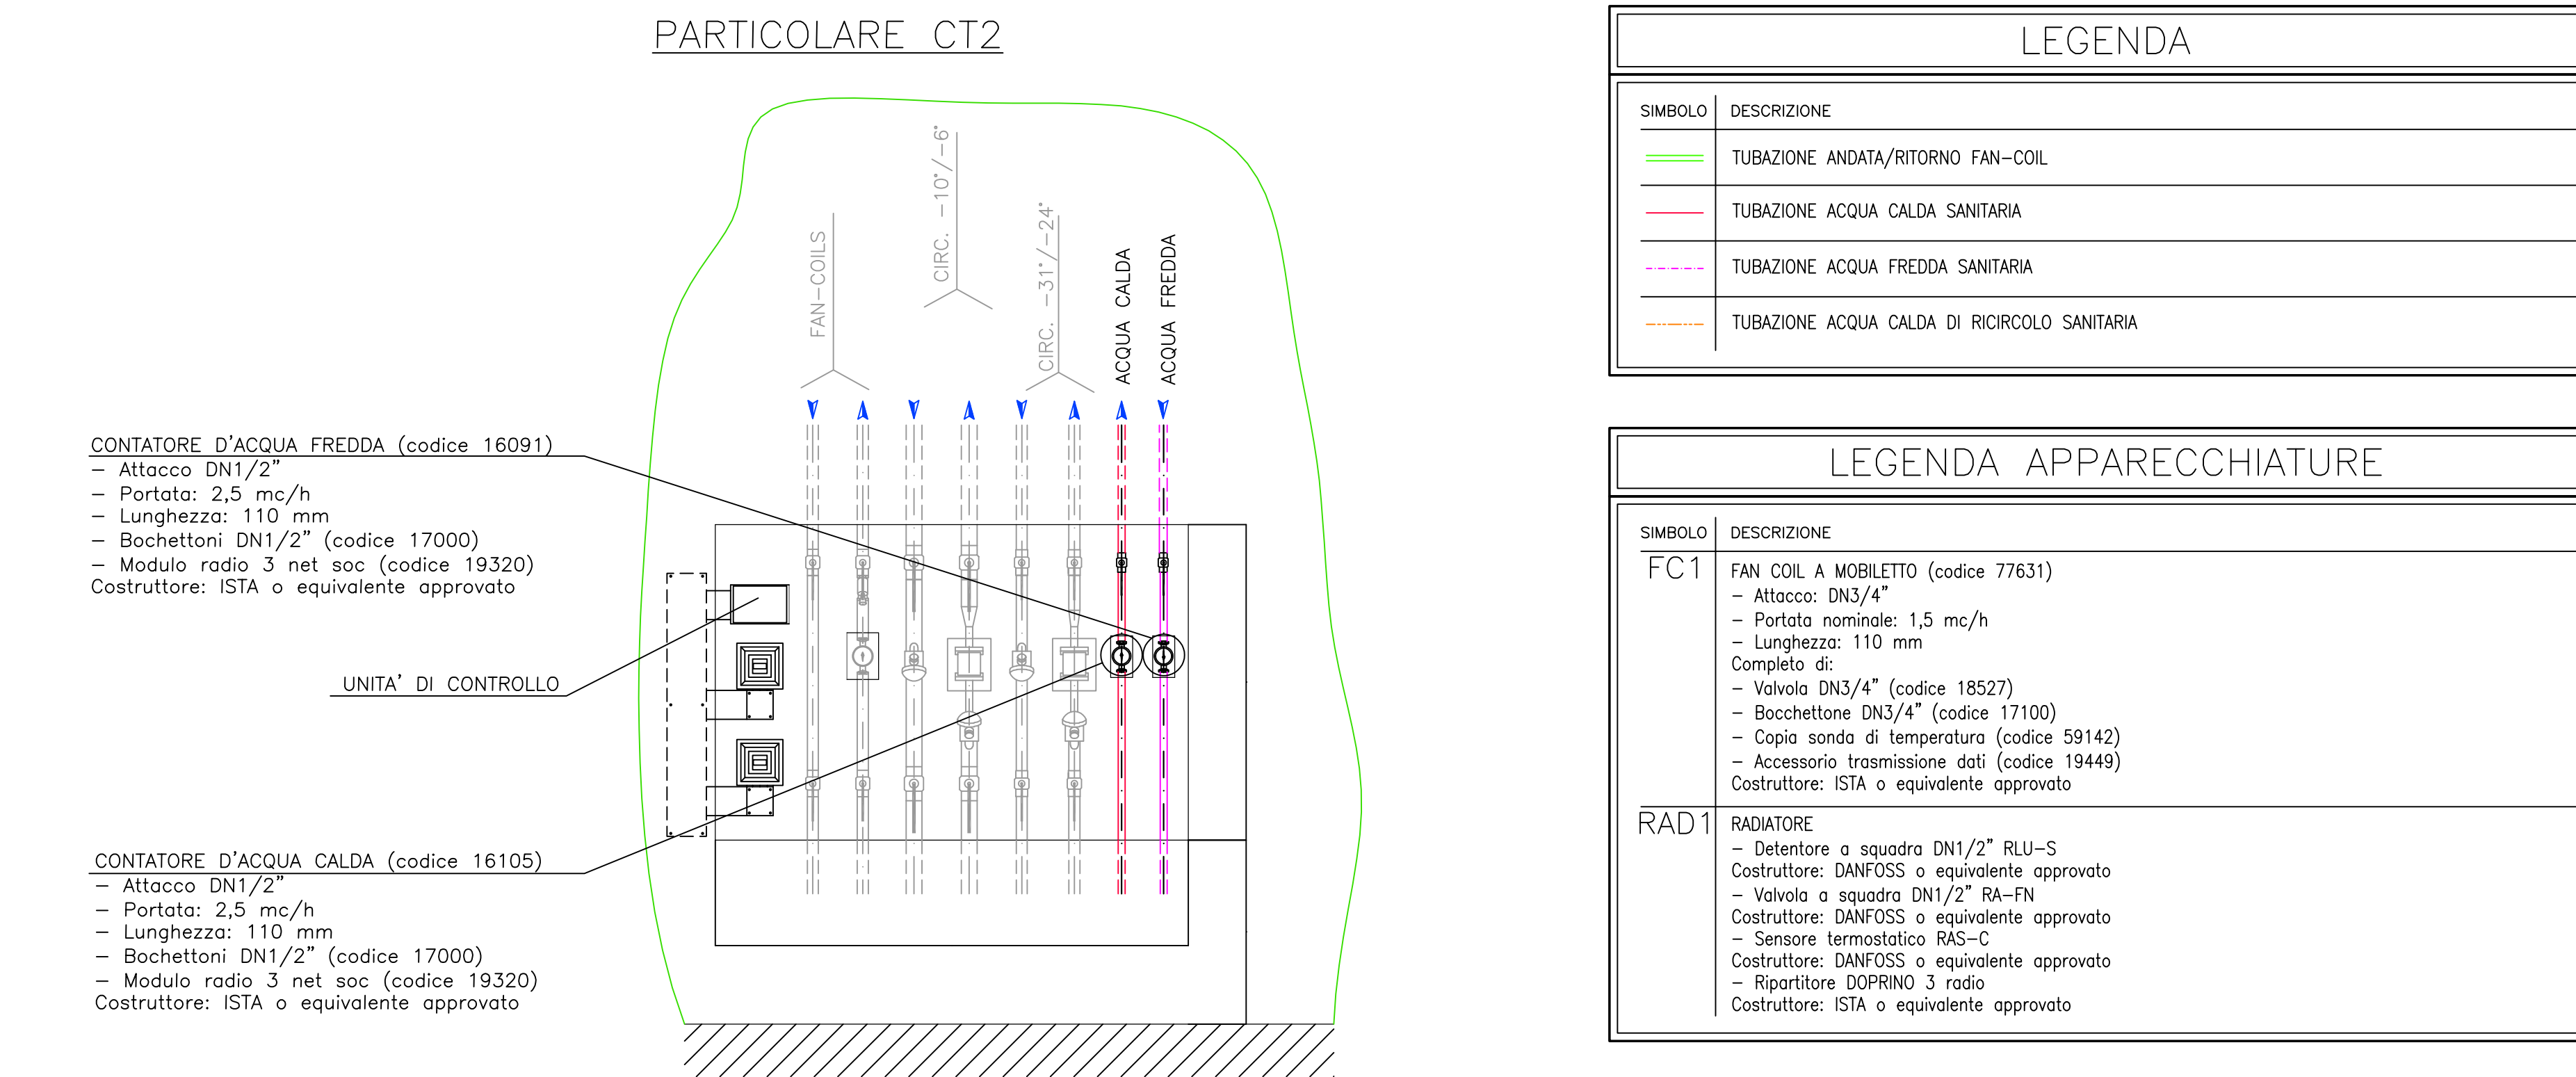 PARTICOLARE CT2
FAN-COILS
CIRC. -10°/-6°
CIRC. -31°/-24°
ACQUA CALDA
ACQUA FREDDA
CONTATORE D'ACQUA FREDDA (codice 16091)
- Attacco DN1/2"
- Portata: 2,5 mc/h
- Lunghezza: 110 mm
- Bochettoni DN1/2" (codice 17000)
- Modulo radio 3 net soc (codice 19320)
Costruttore: ISTA o equivalente approvato
UNITA' DI CONTROLLO
CONTATORE D'ACQUA CALDA (codice 16105)
- Attacco DN1/2"
- Portata: 2,5 mc/h
- Lunghezza: 110 mm
- Bochettoni DN1/2" (codice 17000)
- Modulo radio 3 net soc (codice 19320)
Costruttore: ISTA o equivalente approvato
LEGENDA
SIMBOLO DESCRIZIONE
TUBAZIONE ANDATA/RITORNO FAN-COIL
TUBAZIONE ACQUA CALDA SANITARIA
TUBAZIONE ACQUA FREDDA SANITARIA
TUBAZIONE ACQUA CALDA DI RICIRCOLO SANITARIA
LEGENDA APPARECCHIATURE
SIMBOLO DESCRIZIONE
FC1 FAN COIL A MOBILETTO (codice 77631)
- Attacco: DN3/4"
- Portata nominale: 1,5 mc/h
- Lunghezza: 110 mm
Completo di:
- Valvola DN3/4" (codice 18527)
- Bocchettone DN3/4" (codice 17100)
- Copia sonda di temperatura (codice 59142)
- Accessorio trasmissione dati (codice 19449)
Costruttore: ISTA o equivalente approvato
RAD1 RADIATORE
- Detentore a squadra DN1/2" RLU-S
Costruttore: DANFOSS o equivalente approvato
- Valvola a squadra DN1/2" RA-FN
Costruttore: DANFOSS o equivalente approvato
- Sensore termostatico RAS-C
Costruttore: DANFOSS o equivalente approvato
- Ripartitore DOPRINO 3 radio
Costruttore: ISTA o equivalente approvato